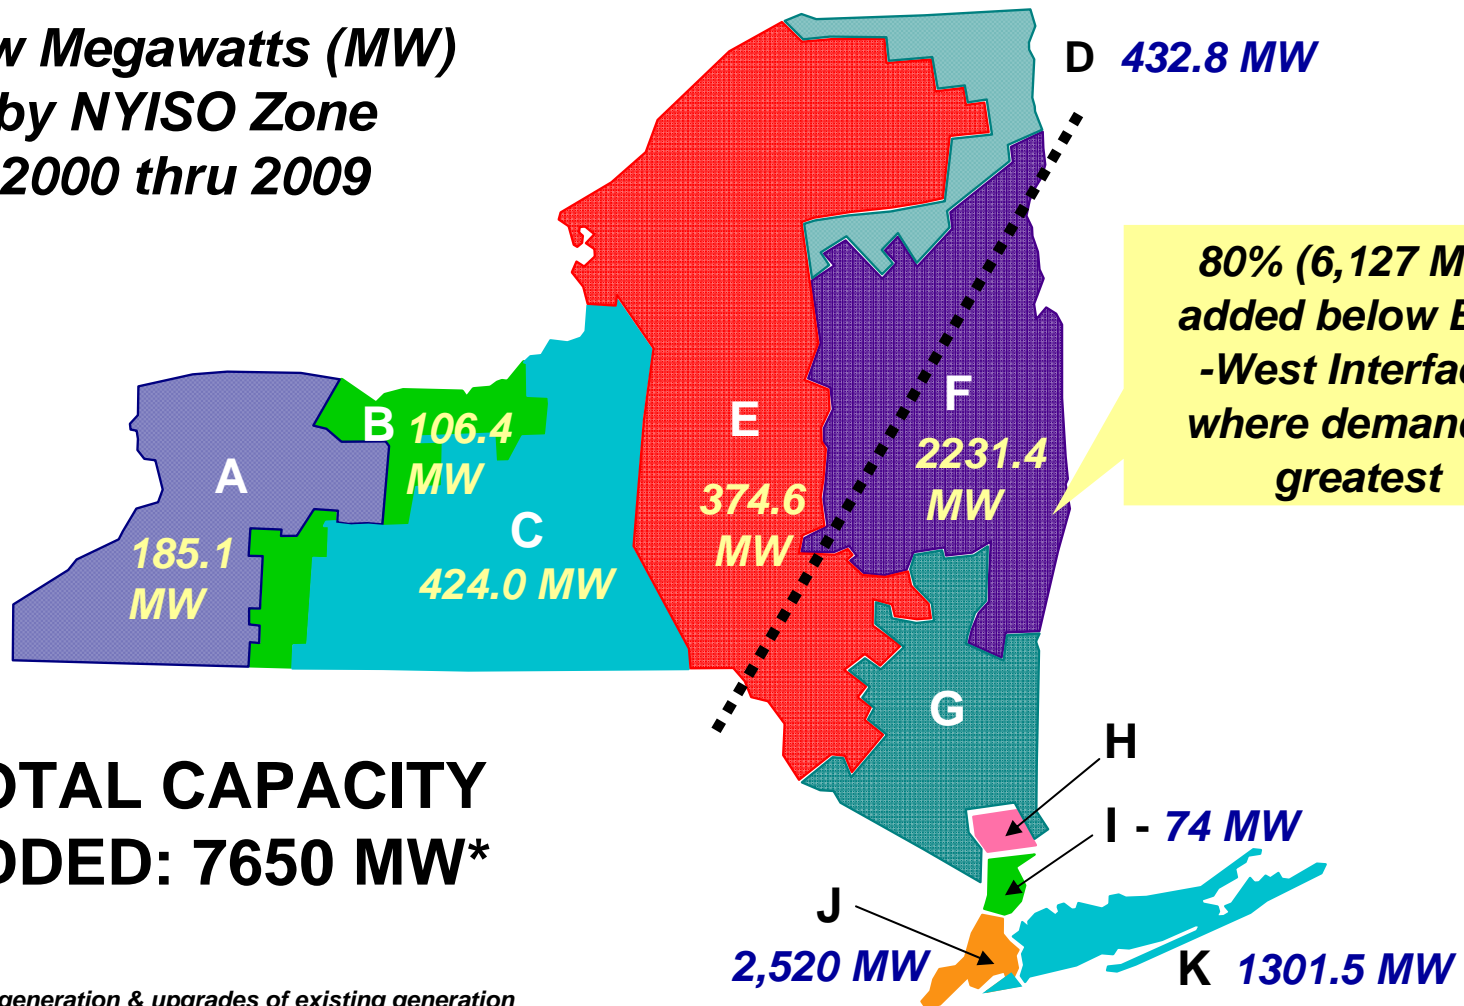 w Megawatts (MW)
by NYISO Zone
2000 thru 2009
D 432.8 MW
80% (6,127 M
added below E
-West Interfa
where deman
greatest
B 106.4
MW
A
185.1
MW
C
424.0 MW
E
374.6
MW
F
2231.4
MW
G
H
I - 74 MW
J
2,520 MW
K 1301.5 MW
OTAL CAPACITY
DDED: 7650 MW*
generation & upgrades of existing generation